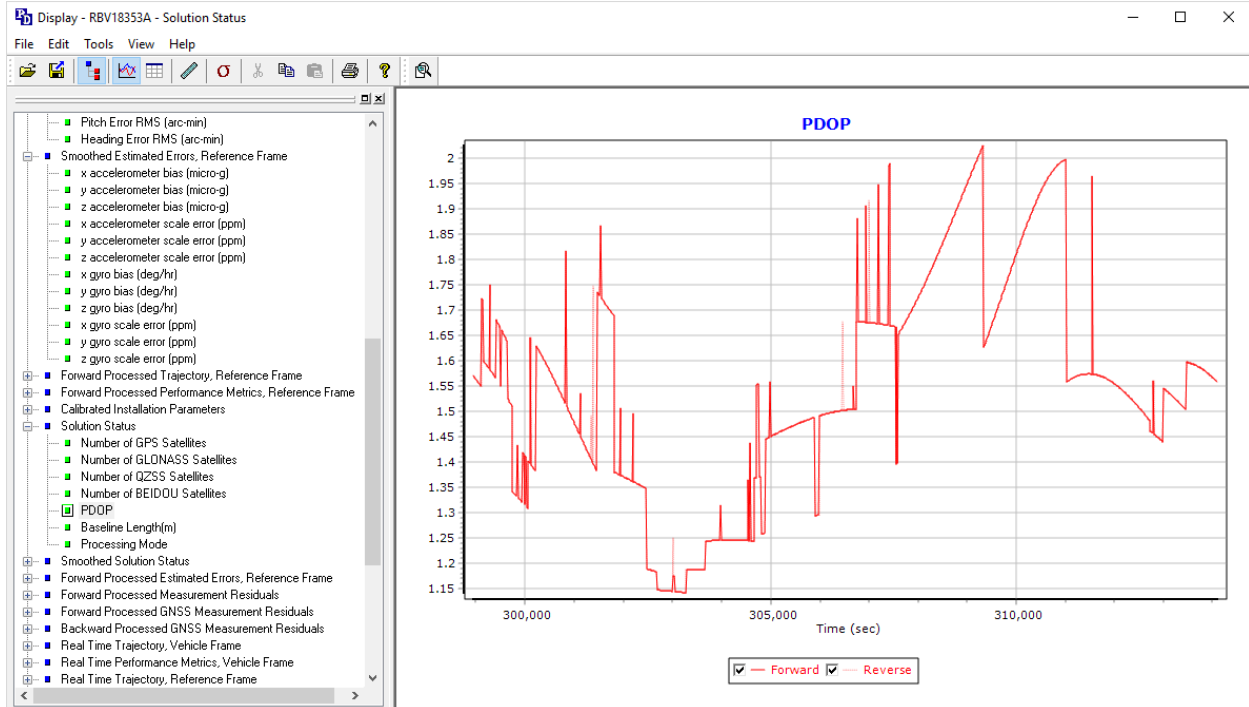 Display - RBV18353A - Solution Status
File Edit Tools View Help
Pitch Error RMS (arc-min)
Heading Error RMS (arc-min)
Smoothed Estimated Errors, Reference Frame
x accelerometer bias (micro-g)
y accelerometer bias (micro-g)
z accelerometer bias (micro-g)
x accelerometer scale error (ppm)
y accelerometer scale error (ppm)
z accelerometer scale error (ppm)
x gyro bias (deg/hr)
y gyro bias (deg/hr)
z gyro bias (deg/hr)
x gyro scale error (ppm)
y gyro scale error (ppm)
z gyro scale error (ppm)
Forward Processed Trajectory, Reference Frame
Forward Processed Performance Metrics, Reference Frame
Calibrated Installation Parameters
Solution Status
Number of GPS Satellites
Number of GLONASS Satellites
Number of QZSS Satellites
Number of BEIDOU Satellites
PDOP
Baseline Length(m)
Processing Mode
Smoothed Solution Status
Forward Processed Estimated Errors, Reference Frame
Forward Processed Measurement Residuals
Forward Processed GNSS Measurement Residuals
Backward Processed GNSS Measurement Residuals
Real Time Trajectory, Vehicle Frame
Real Time Performance Metrics, Vehicle Frame
Real Time Trajectory, Reference Frame
PDOP
2
1.95
1.9
1.85
1.8
1.75
1.7
1.65
1.6
1.55
1.5
1.45
1.4
1.35
1.3
1.25
1.2
1.15
300,000 305,000 310,000
Time (sec)
Forward Reverse